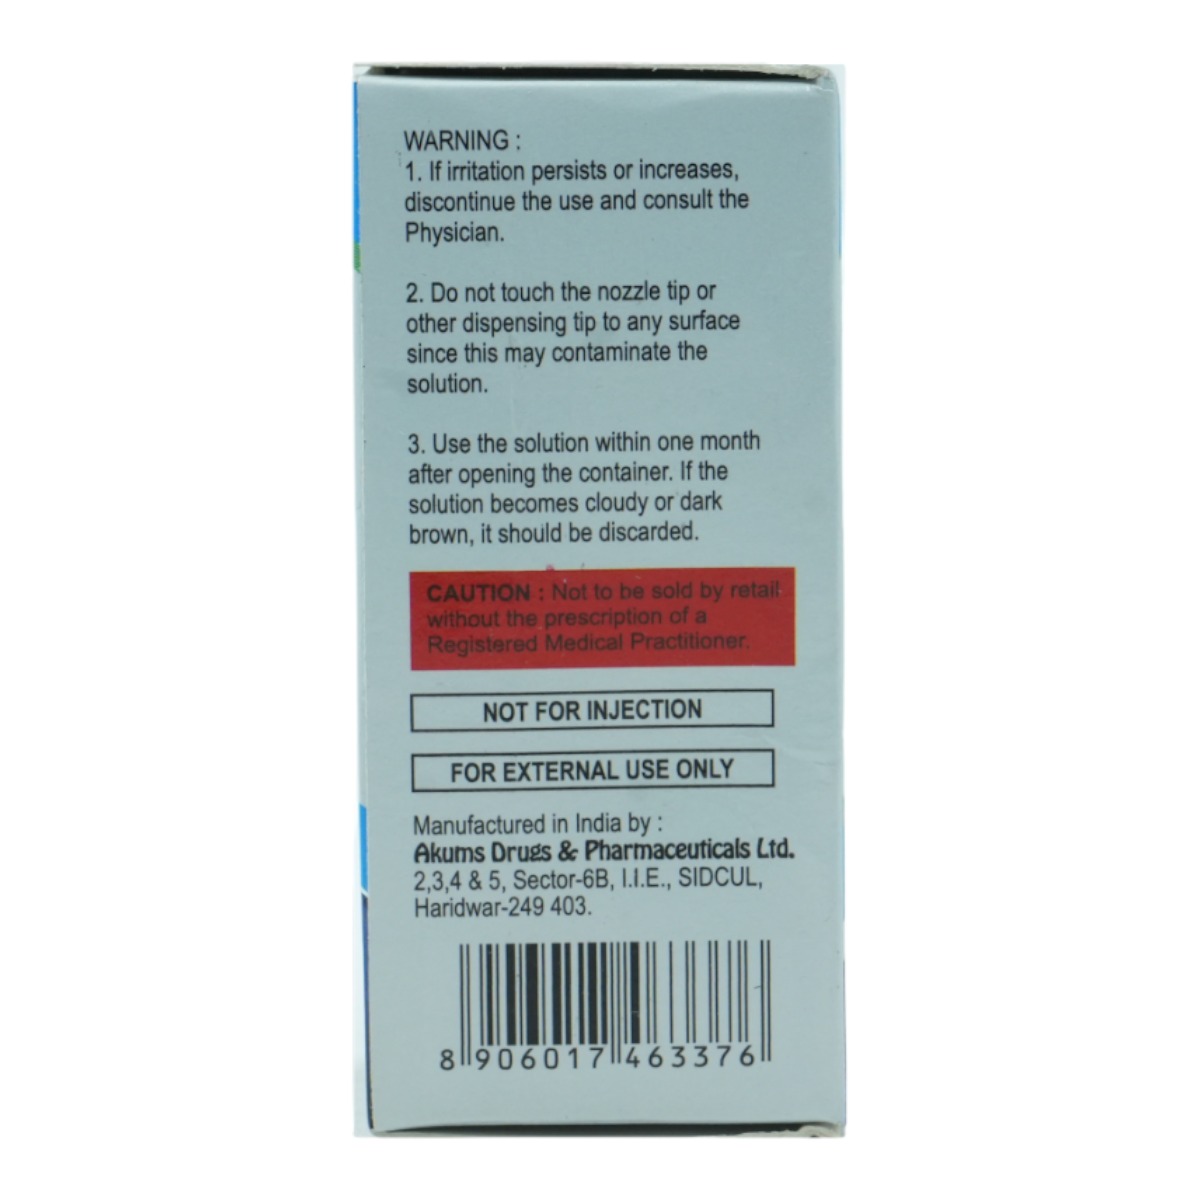 WARNING :
1. If irritation persists or increases,
discontinue the use and consult the
Physician.
2. Do not touch the nozzle tip or
other dispensing tip to any surface
since this may contaminate the
solution.
3. Use the solution within one month
after opening the container. If the
solution becomes cloudy or dark
brown, it should be discarded.
CAUTION : Not to be sold by retail
without the prescription of a
Registered Medical Practitioner.
NOT FOR INJECTION
FOR EXTERNAL USE ONLY
Manufactured in India by :
Akums Drugs & Pharmaceuticals Ltd.
2,3,4 & 5, Sector-6B, I.I.E., SIDCUL,
Haridwar-249 403.
8 906017 463376